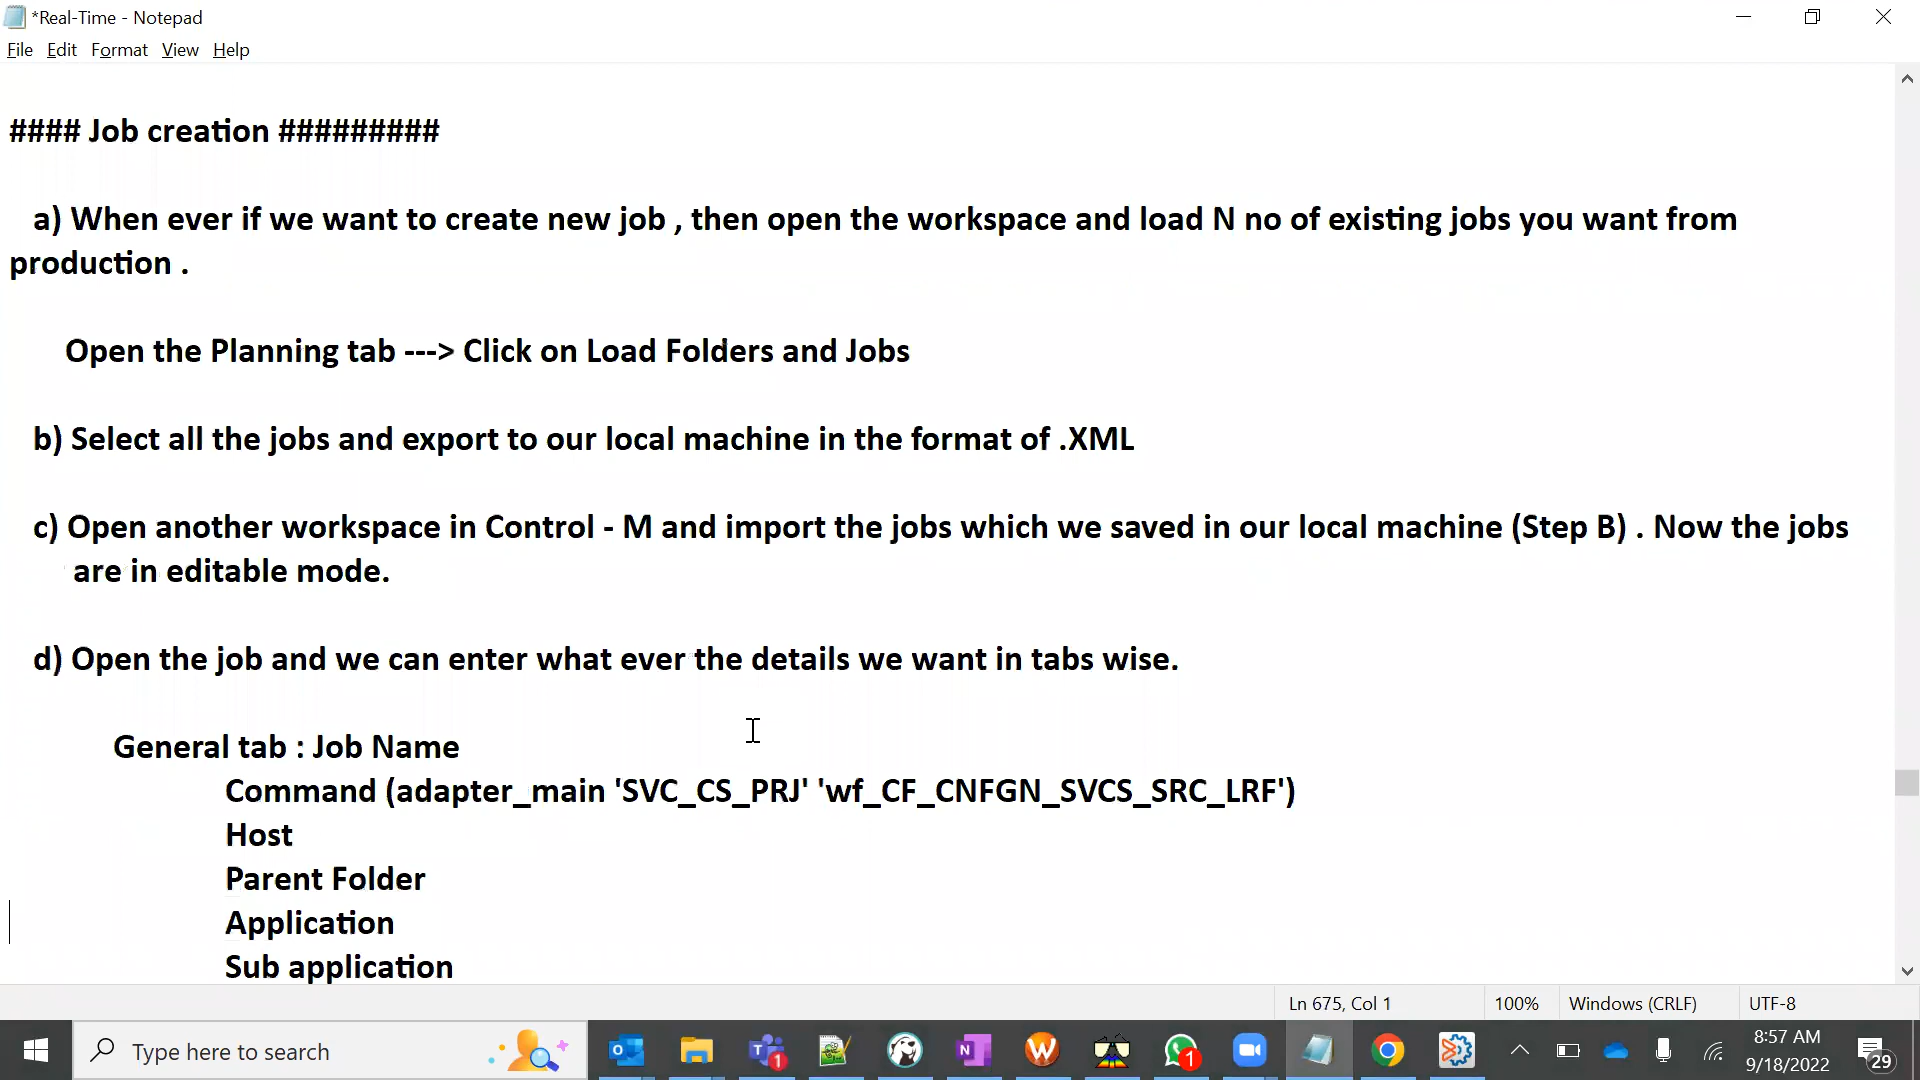 *Real-Time - Notepad
File Edit Format View Help
#### Job creation #########
a) When ever if we want to create new job , then open the workspace and load N no of existing jobs you want from
production .
Open the Planning tab ---> Click on Load Folders and Jobs
b) Select all the jobs and export to our local machine in the format of .XML
c) Open another workspace in Control - M and import the jobs which we saved in our local machine (Step B) . Now the jobs
are in editable mode.
d) Open the job and we can enter what ever the details we want in tabs wise.
General tab : Job Name
Command (adapter_main 'SVC_CS_PRJ' 'wf_CF_CNFGN_SVCS_SRC_LRF')
Host
Parent Folder
Application
Sub application
Ln 675, Col 1 100% Windows (CRLF) UTF-8
Type here to search
1
1
8:57 AM
9/18/2022
29